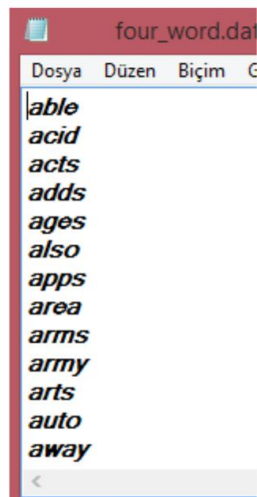 four_word.dat
Dosya Düzen Biçim
able
acid
acts
adds
ages
also
apps
area
arms
army
arts
auto
away